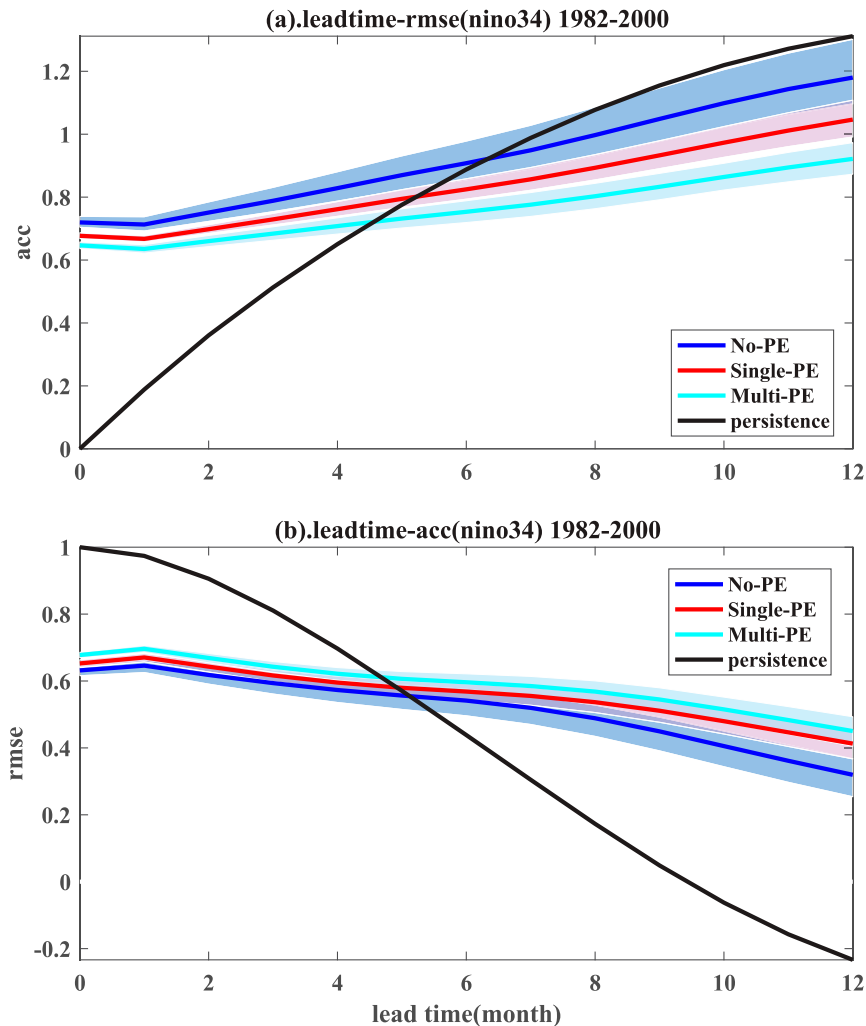 (a).leadtime-rmse(nino34) 1982-2000
1.2
1
0.8
0.6
0.4
0.2
0
acc
No-PE
Single-PE
Multi-PE
persistence
0 2 4 6 8 10 12
(b).leadtime-acc(nino34) 1982-2000
1
0.8
0.6
0.4
0.2
0
-0.2
rmse
No-PE
Single-PE
Multi-PE
persistence
0 2 4 6 8 10 12
lead time(month)